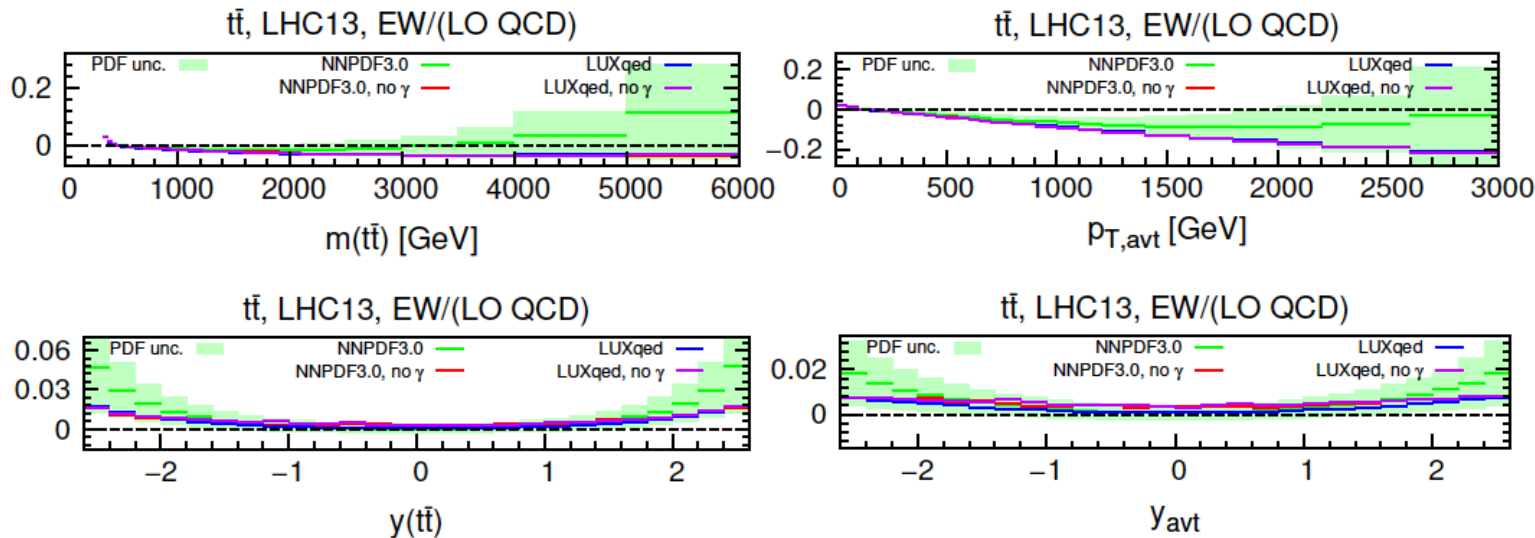 tt̄, LHC13, EW/(LO QCD)
PDF unc.
NNPDF3.0
LUXqed
NNPDF3.0, no γ
LUXqed, no γ
0.2
0
0 1000 2000 3000 4000 5000 6000
m(tt̄) [GeV]
tt̄, LHC13, EW/(LO QCD)
PDF unc.
NNPDF3.0
LUXqed
NNPDF3.0, no γ
LUXqed, no γ
0.2
0
−0.2
0 500 1000 1500 2000 2500 3000
pT,avt [GeV]
tt̄, LHC13, EW/(LO QCD)
PDF unc.
NNPDF3.0
LUXqed
NNPDF3.0, no γ
LUXqed, no γ
0.06
0.03
0
−2 −1 0 1 2
y(tt̄)
tt̄, LHC13, EW/(LO QCD)
PDF unc.
NNPDF3.0
LUXqed
NNPDF3.0, no γ
LUXqed, no γ
0.02
0
−2 −1 0 1 2
yavt